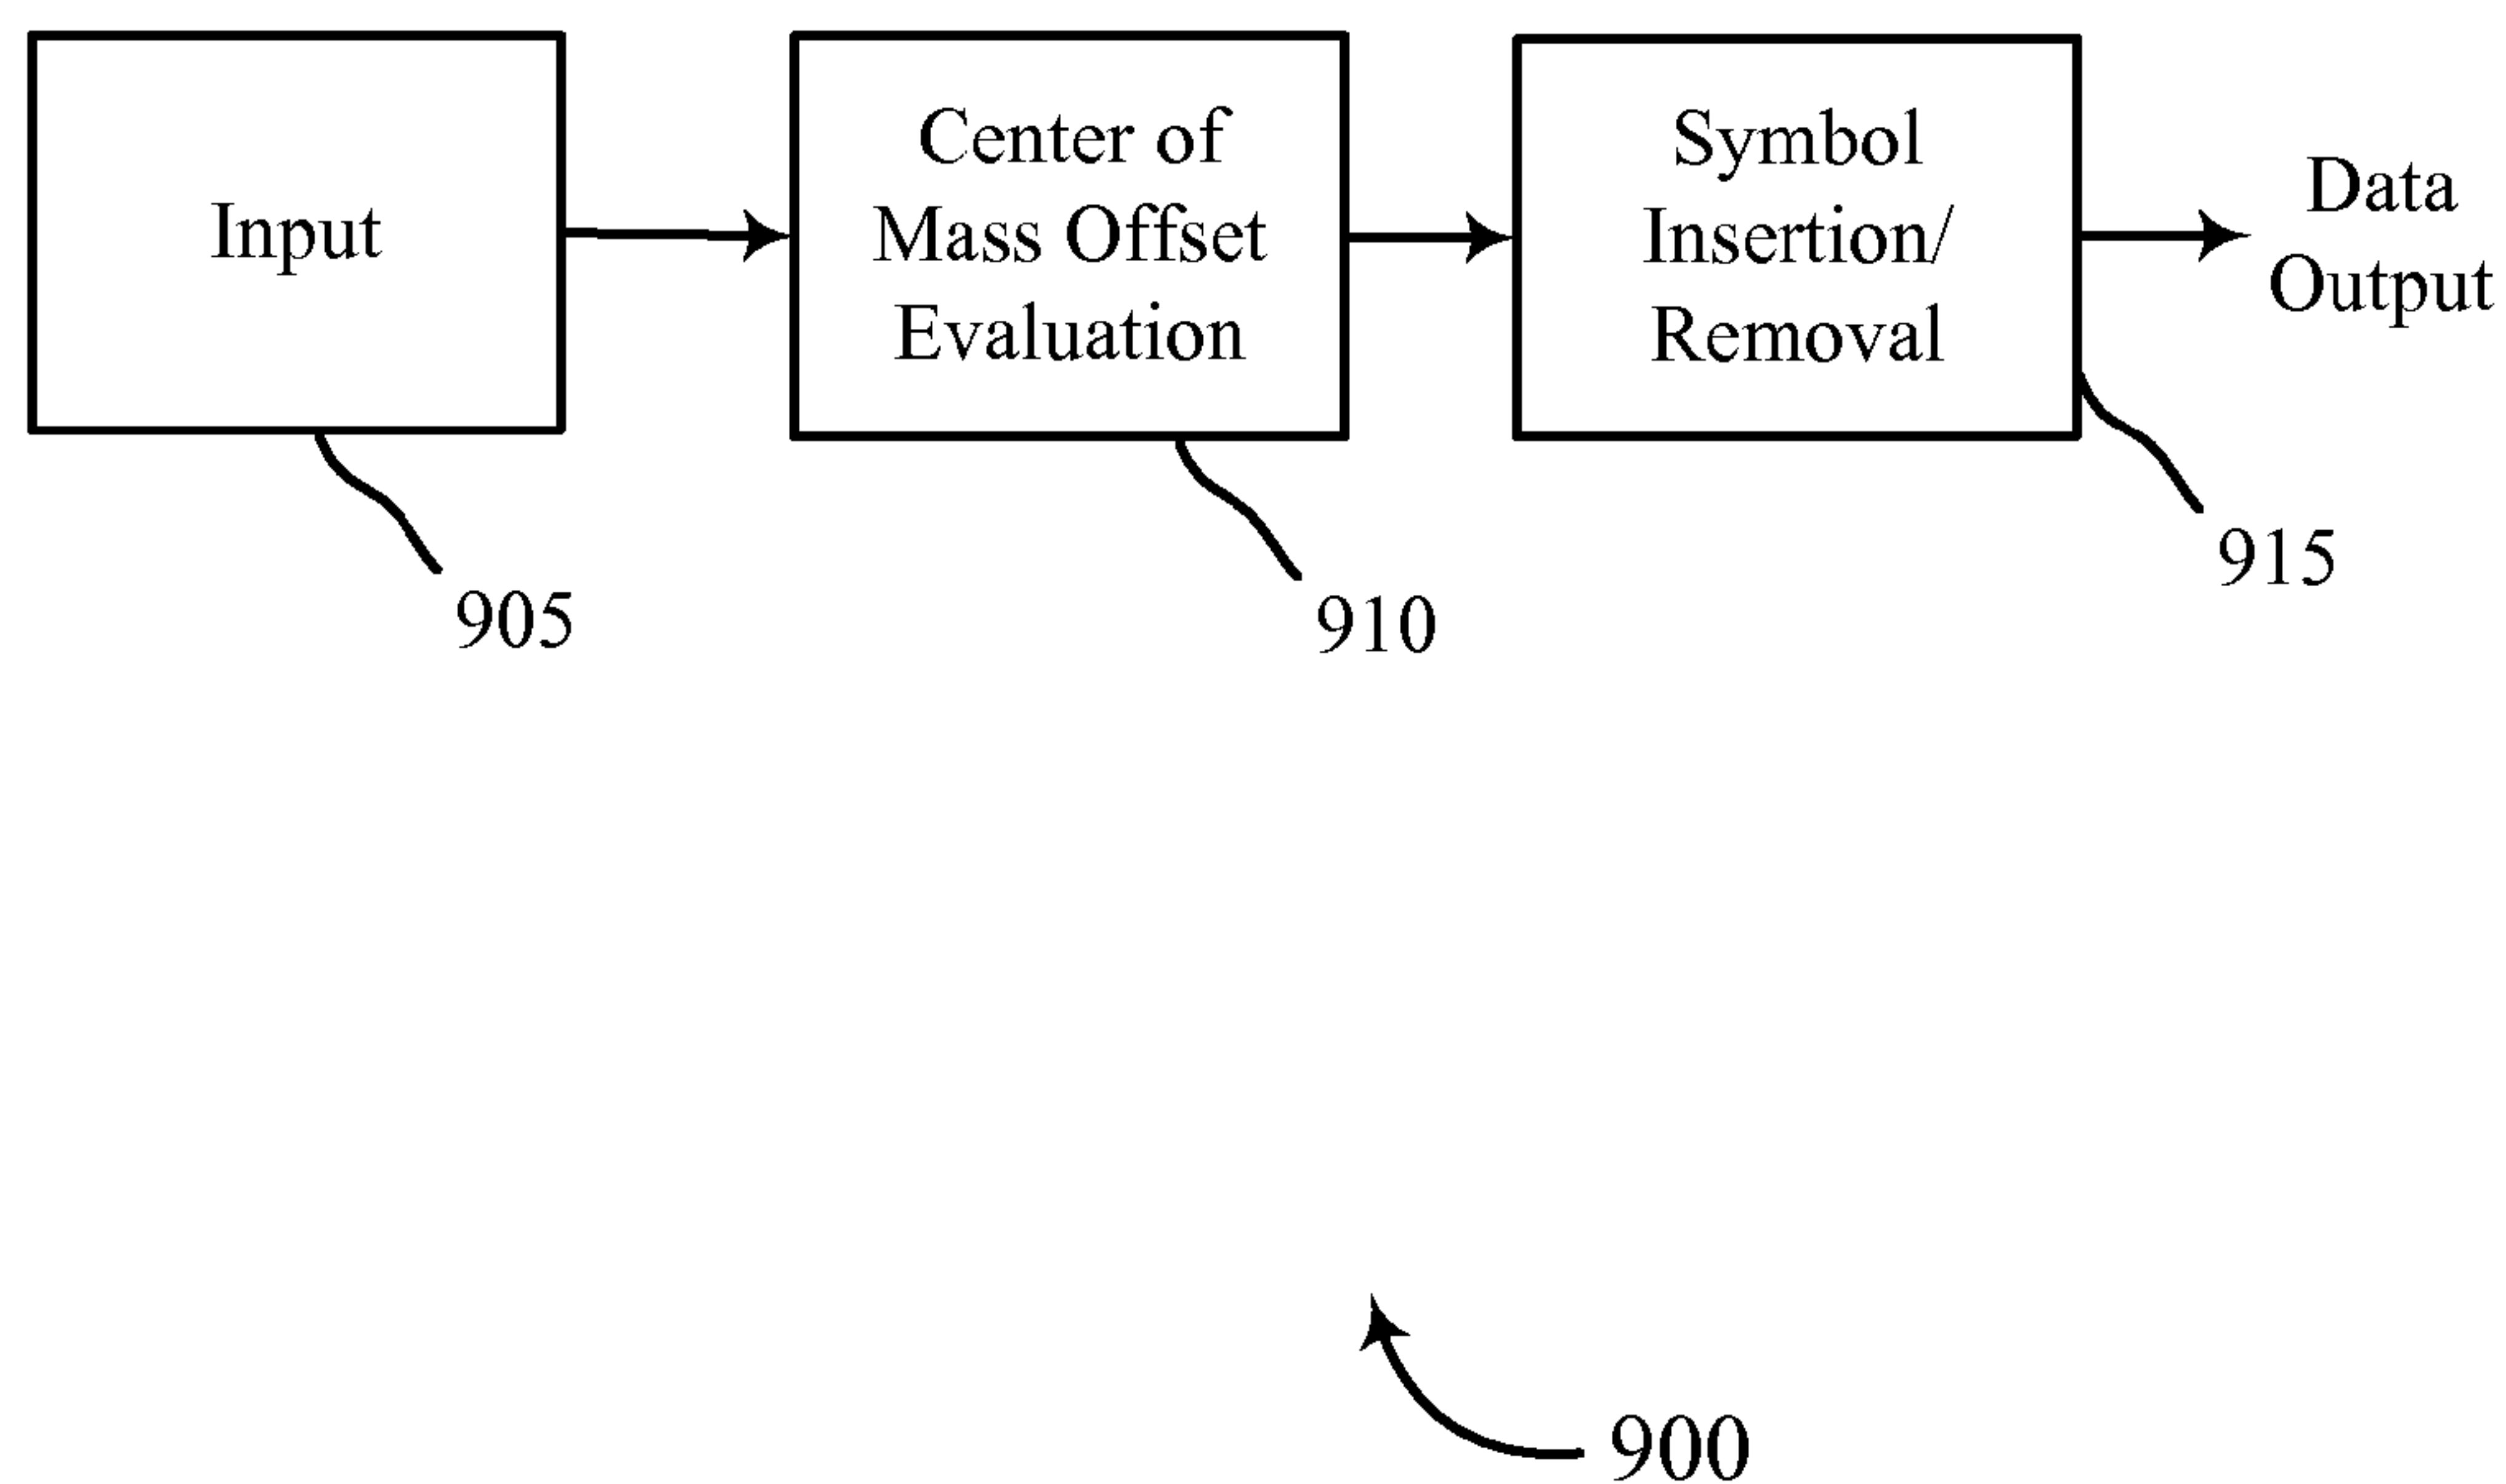 Input
Center of
Mass Offset
Evaluation
Symbol
Insertion/
Removal
Data
Output
905
910
915
900